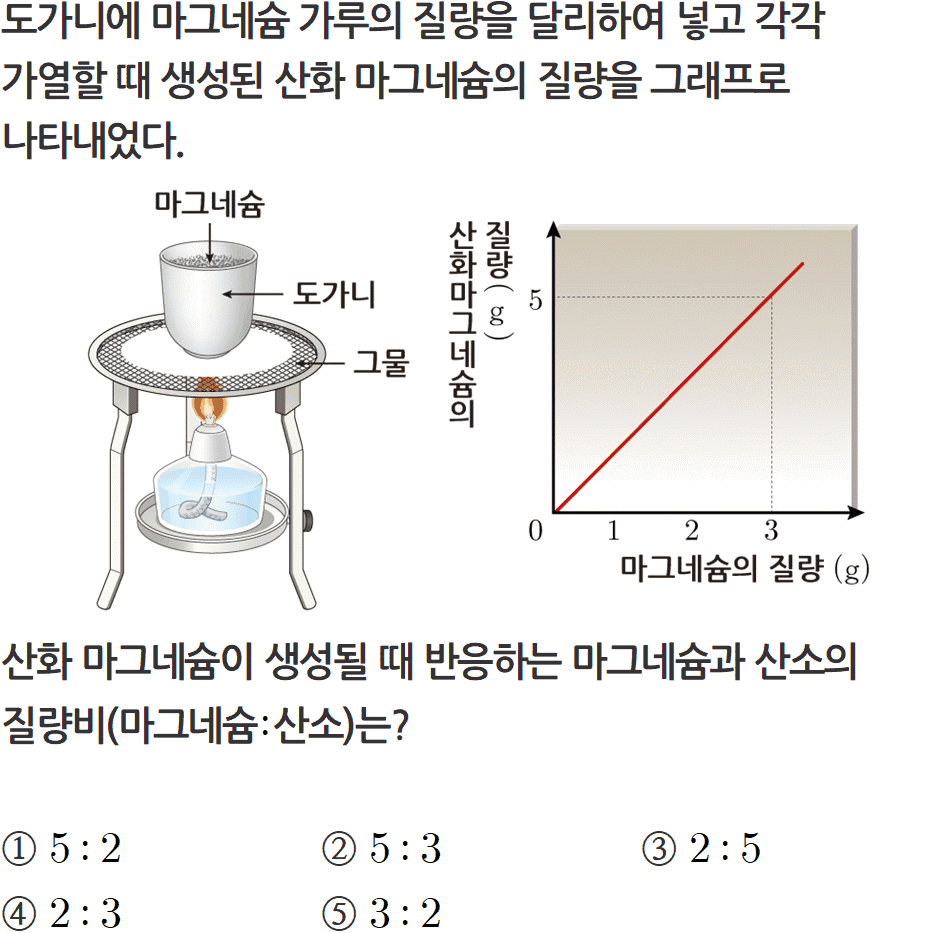 도가니에 마그네슘 가루의 질량을 달리하여 넣고 각각
가열할 때 생성된 산화 마그네슘의 질량을 그래프로
나타내었다.
마그네슘
도가니
그물
산화마그네슘의
질량(g)
5
0
1
2
3
마그네슘의 질량 (g)
산화 마그네슘이 생성될 때 반응하는 마그네슘과 산소의
질량비(마그네슘:산소)는?
① 5 : 2
② 5 : 3
③ 2 : 5
④ 2 : 3
⑤ 3 : 2